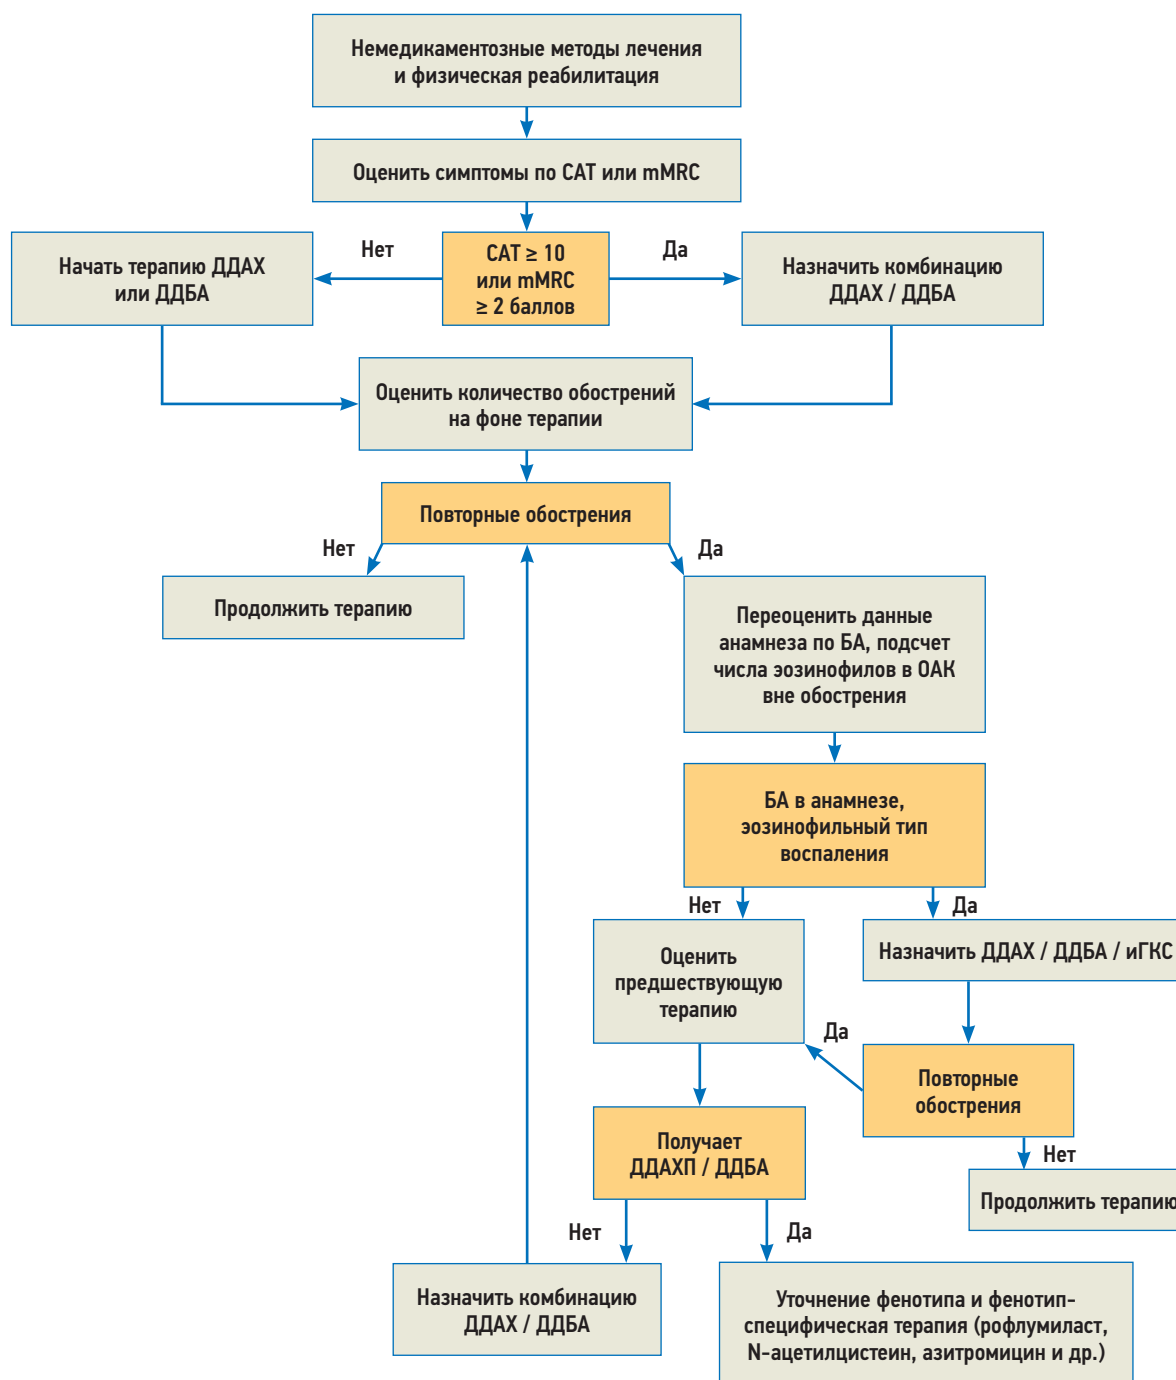 Немедикаментозные методы лечения
и физическая реабилитация
Оценить симптомы по CAT или mMRC
Нет
Да
Начать терапию ДДАХ
или ДДБА
CAT ≥ 10
или mMRC
≥ 2 баллов
Назначить комбинацию
ДДАХ / ДДБА
Оценить количество обострений
на фоне терапии
Повторные обострения
Нет
Да
Продолжить терапию
Переоценить данные
анамнеза по БА, подсчет
числа эозинофилов в ОАК
вне обострения
БА в анамнезе,
эозинофильный тип
воспаления
Нет
Да
Оценить
предшествующую
терапию
Назначить ДДАХ / ДДБА / иГКС
Да
Повторные
обострения
Получает
ДДАХП / ДДБА
Нет
Продолжить терапию
Нет
Да
Назначить комбинацию
ДДАХ / ДДБА
Уточнение фенотипа и фенотип-
специфическая терапия (рофлумиласт,
N-ацетилцистеин, азитромицин и др.)